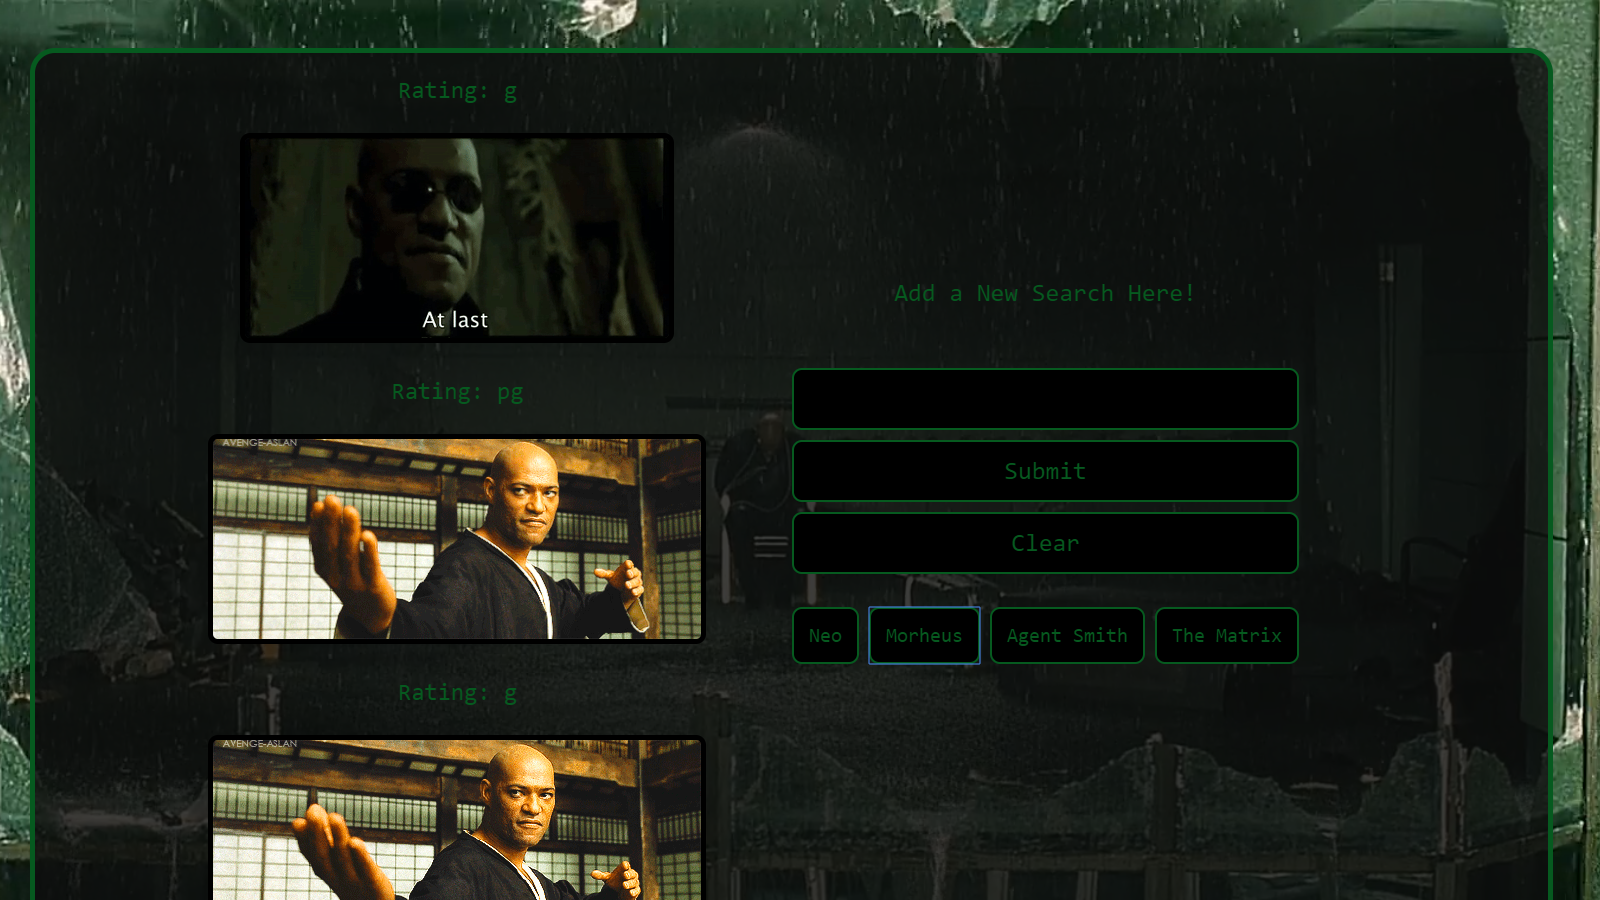 Rating: g
At last
Rating: pg
AVENGE-ASLAN
Rating: g
AVENGE-ASLAN
Add a New Search Here!
Submit
Clear
Neo
Morheus
Agent Smith
The Matrix